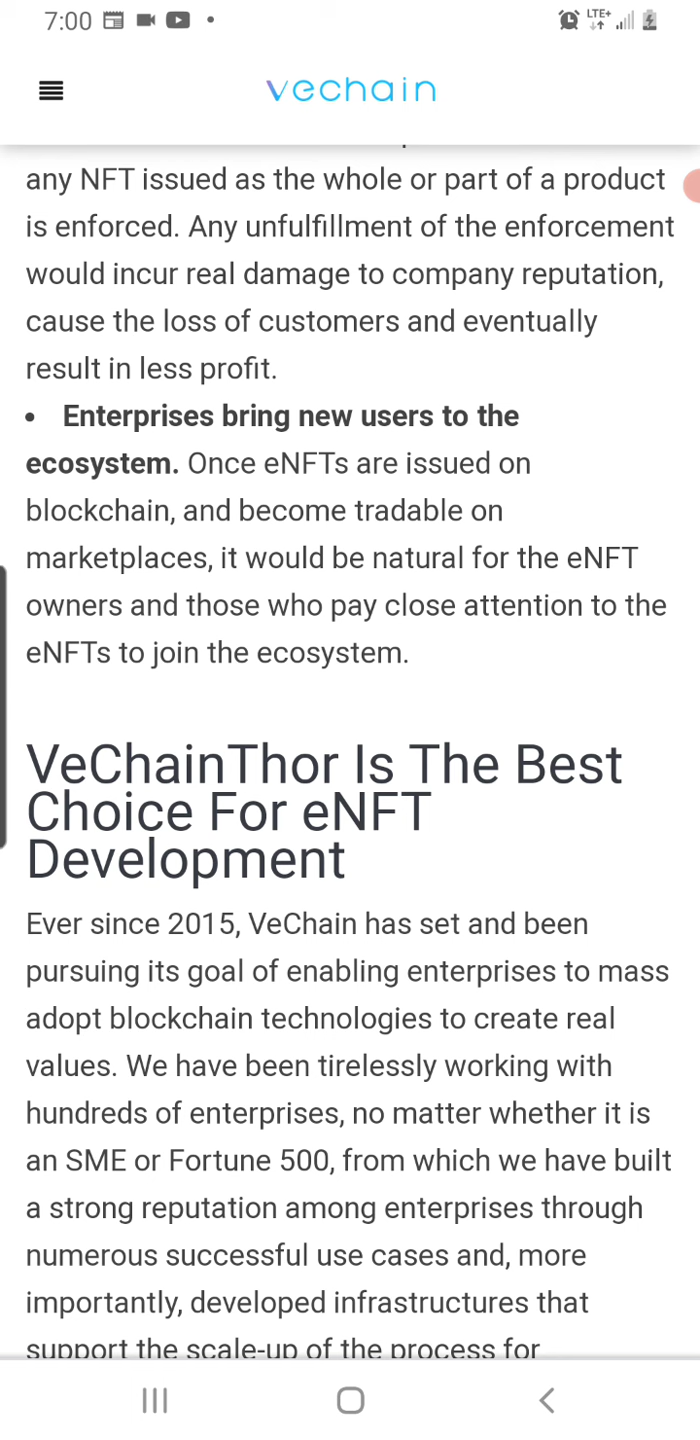 7:00
LTE+
vechain
any NFT issued as the whole or part of a product
is enforced. Any unfulfillment of the enforcement
would incur real damage to company reputation,
cause the loss of customers and eventually
result in less profit.
• Enterprises bring new users to the
ecosystem. Once eNFTs are issued on
blockchain, and become tradable on
marketplaces, it would be natural for the eNFT
owners and those who pay close attention to the
eNFTs to join the ecosystem.
VeChainThor Is The Best
Choice For eNFT
Development
Ever since 2015, VeChain has set and been
pursuing its goal of enabling enterprises to mass
adopt blockchain technologies to create real
values. We have been tirelessly working with
hundreds of enterprises, no matter whether it is
an SME or Fortune 500, from which we have built
a strong reputation among enterprises through
numerous successful use cases and, more
importantly, developed infrastructures that
support the scale-up of the process for